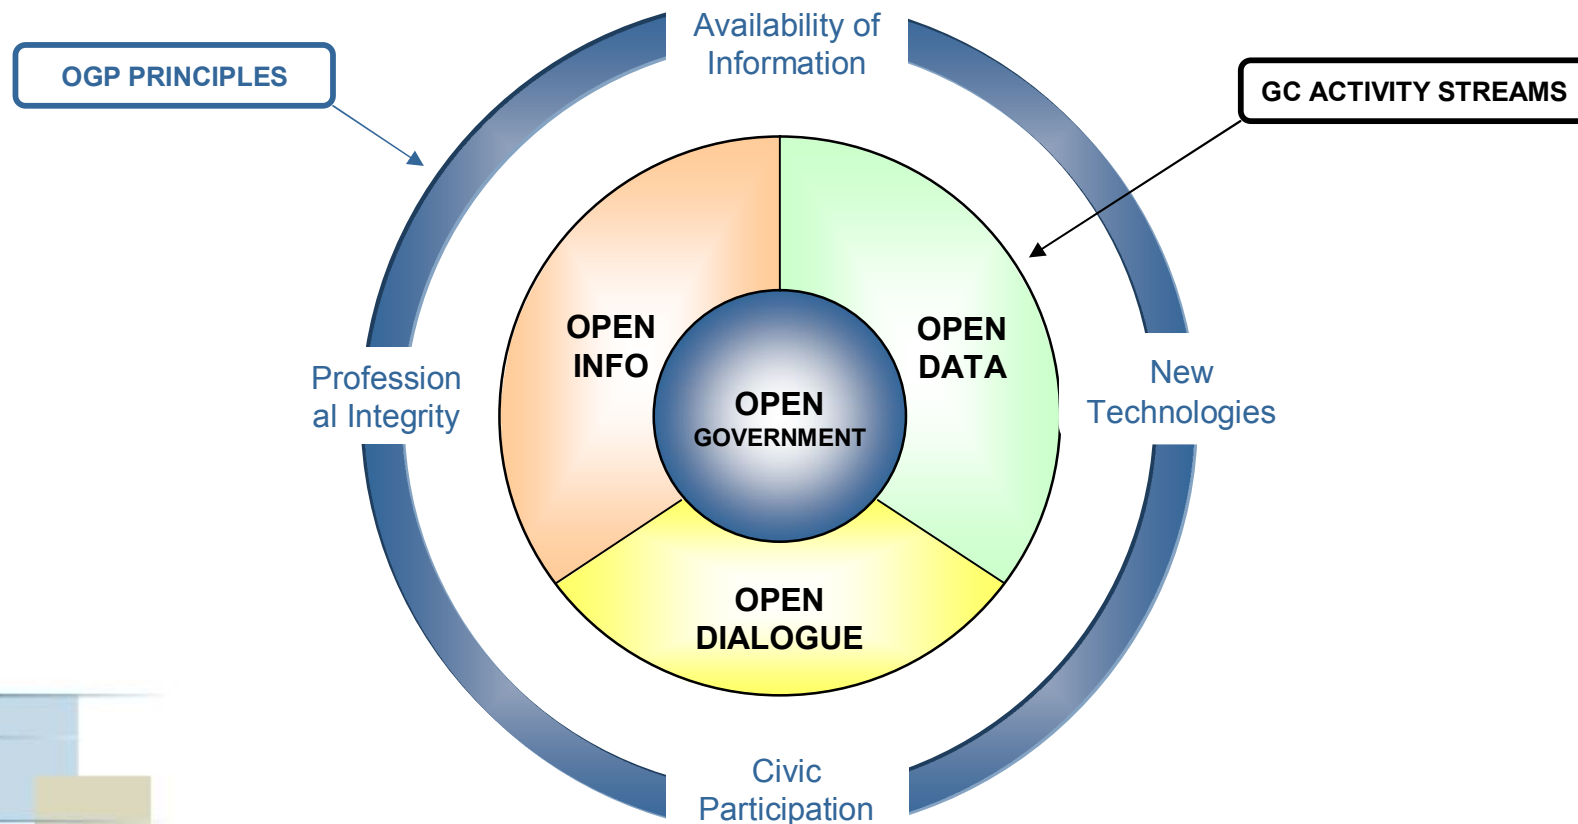 Availability of
Information
OGP PRINCIPLES
GC ACTIVITY STREAMS
OPEN
INFO
OPEN
DATA
Profession
al Integrity
OPEN
GOVERNMENT
New
Technologies
OPEN
DIALOGUE
Civic
Participation